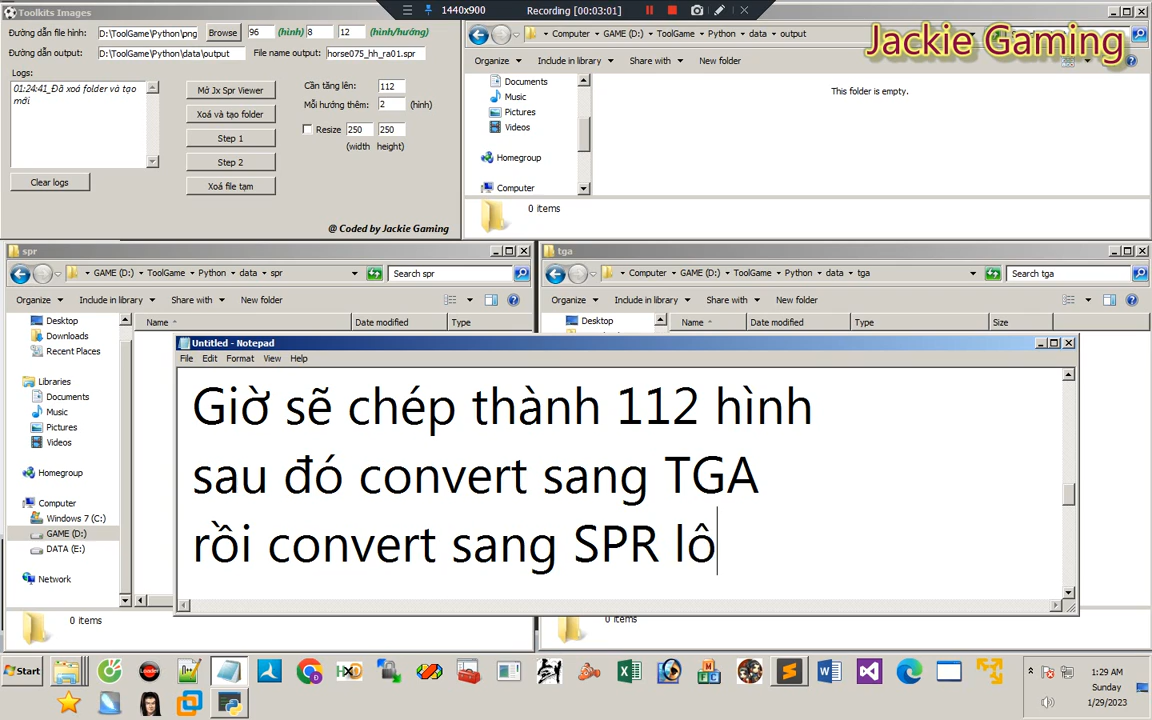 Toolkits Images
1440x900
Recording [00:03:01]
Jackie Gaming
Đường dẫn file hình:
D:\ToolGame\Python\png
Browse
96
(hình)
8
12
(hình/hướng)
Đường dẫn output:
D:\ToolGame\Python\data\output
File name output:
horse075_hh_ra01.spr
Logs:
01:24:41_Đã xoá folder và tạo
mới
Clear logs
Mở Jx Spr Viewer
Xoá và tạo folder
Step 1
Step 2
Xoá file tạm
Cần tăng lên:
112
Mỗi hướng thêm:
2
(hình)
Resize
250
250
(width
height)
@ Coded by Jackie Gaming
Computer
GAME (D:)
ToolGame
Python
data
output
Organize
Include in library
Share with
New folder
Documents
Music
Pictures
Videos
Homegroup
Computer
This folder is empty.
0 items
spr
GAME (D:)
ToolGame
Python
data
spr
Search spr
Organize
Include in library
Share with
New folder
Name
Date modified
Type
Desktop
Downloads
Recent Places
Libraries
Documents
Music
Pictures
Videos
Homegroup
Computer
Windows 7 (C:)
GAME (D:)
DATA (E:)
Network
0 items
tga
Computer
GAME (D:)
ToolGame
Python
data
tga
Search tga
Organize
Include in library
Share with
New folder
Desktop
Name
Date modified
Type
Size
0 items
Untitled - Notepad
File
Edit
Format
View
Help
Giờ sẽ chép thành 112 hình
sau đó convert sang TGA
rồi convert sang SPR lô
Start
1:29 AM
Sunday
1/29/2023